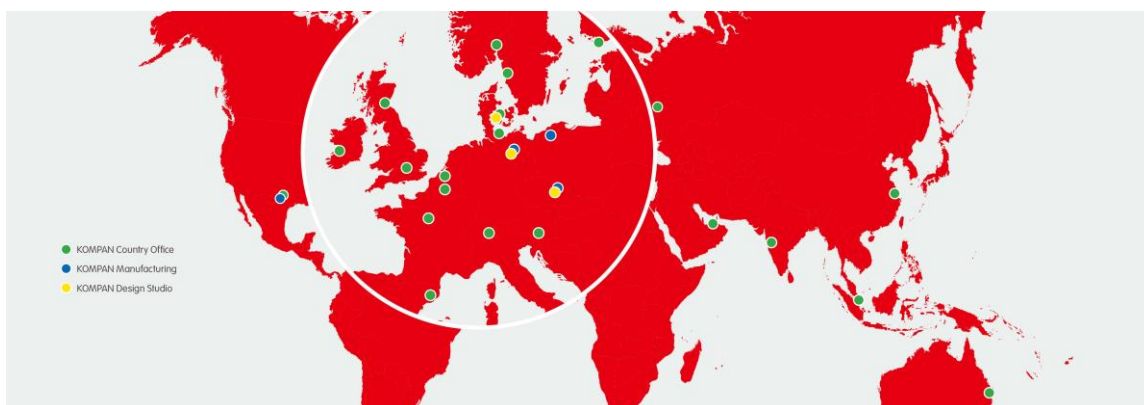 KOMPAN Country Office
KOMPAN Manufacturing
KOMPAN Design Studio